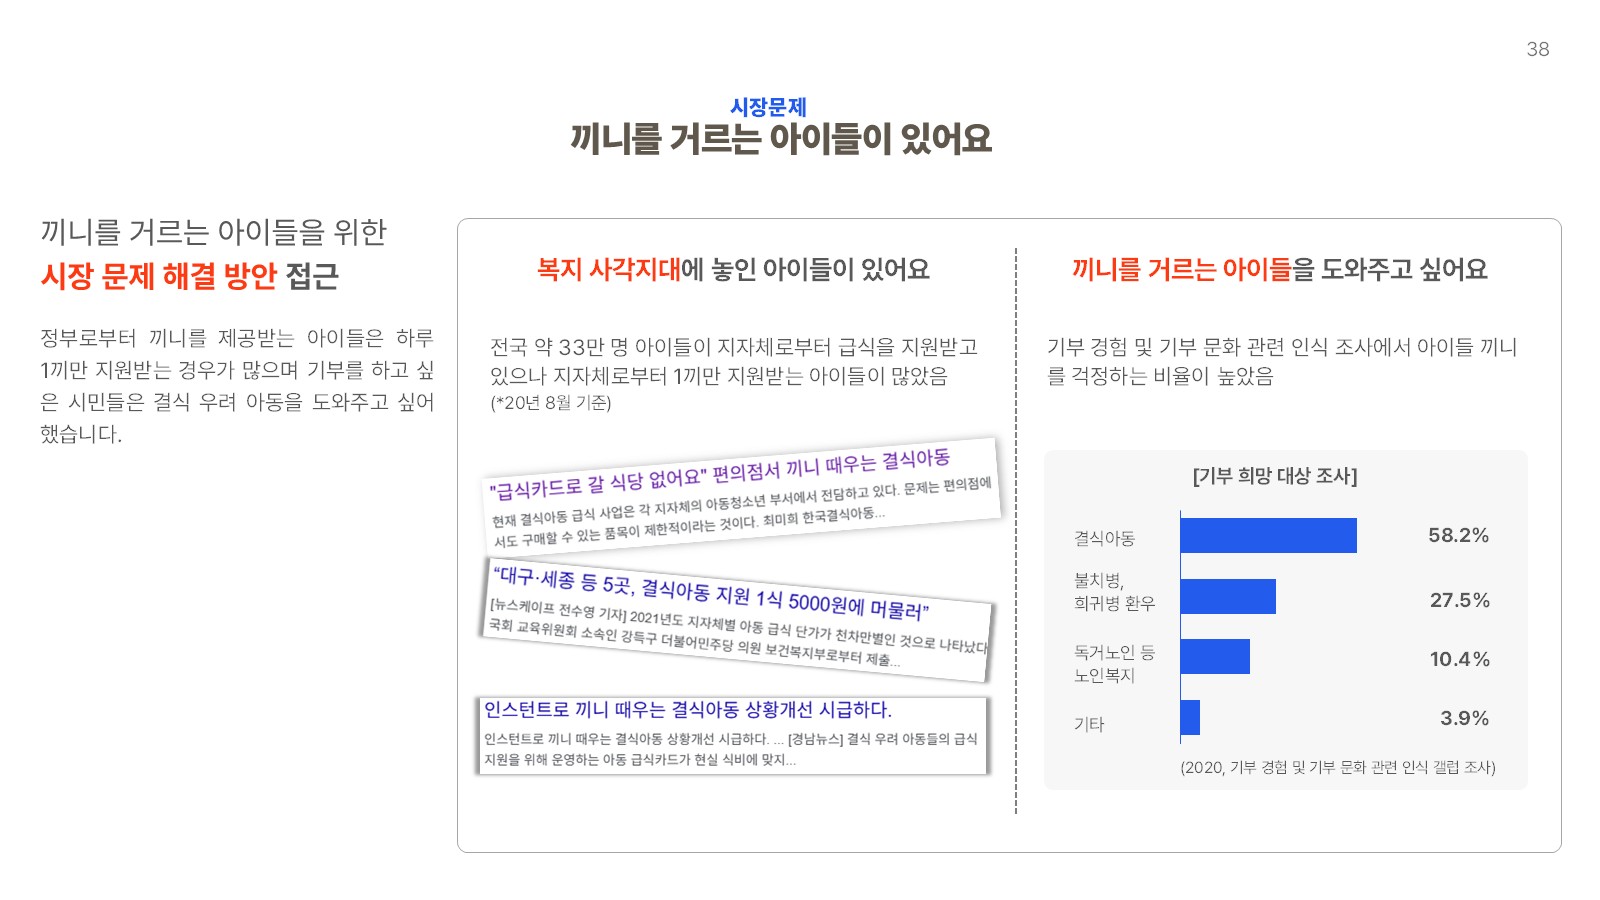 38
시장문제
끼니를 거르는 아이들이 있어요
끼니를 거르는 아이들을 위한
시장 문제 해결 방안 접근
정부로부터 끼니를 제공받는 아이들은 하루
1끼만 지원받는 경우가 많으며 기부를 하고 싶
은 시민들은 결식 우려 아동을 도와주고 싶어
했습니다.
복지 사각지대에 놓인 아이들이 있어요
전국 약 33만 명 아이들이 지자체로부터 급식을 지원받고
있으나 지자체로부터 1끼만 지원받는 아이들이 많았음
(*20년 8월 기준)
"급식카드로 갈 식당 없어요" 편의점서 끼니 때우는 결식아동
현재 결식아동 급식 사업은 각 지자체의 아동청소년 부서에서 전담하고 있다. 문제는 편의점에
서도 구매할 수 있는 품목이 제한적이라는 것이다. 최미희 한국결식아동...
“대구·세종 등 5곳, 결식아동 지원 1식 5000원에 머물러”
[뉴스케이프 전수영 기자] 2021년도 지자체별 아동 급식 단가가 천차만별인 것으로 나타났다
국회 교육위원회 소속인 강득구 더불어민주당 의원 보건복지부로부터 제출...
인스턴트로 끼니 때우는 결식아동 상황개선 시급하다.
인스턴트로 끼니 때우는 결식아동 상황개선 시급하다. ... [경남뉴스] 결식 우려 아동들의 급식
지원을 위해 운영하는 아동 급식카드가 현실 식비에 맞지...
끼니를 거르는 아이들을 도와주고 싶어요
기부 경험 및 기부 문화 관련 인식 조사에서 아이들 끼니
를 걱정하는 비율이 높았음
[기부 희망 대상 조사]
결식아동 58.2%
불치병,
희귀병 환우 27.5%
독거노인 등
노인복지 10.4%
기타 3.9%
(2020, 기부 경험 및 기부 문화 관련 인식 갤럽 조사)